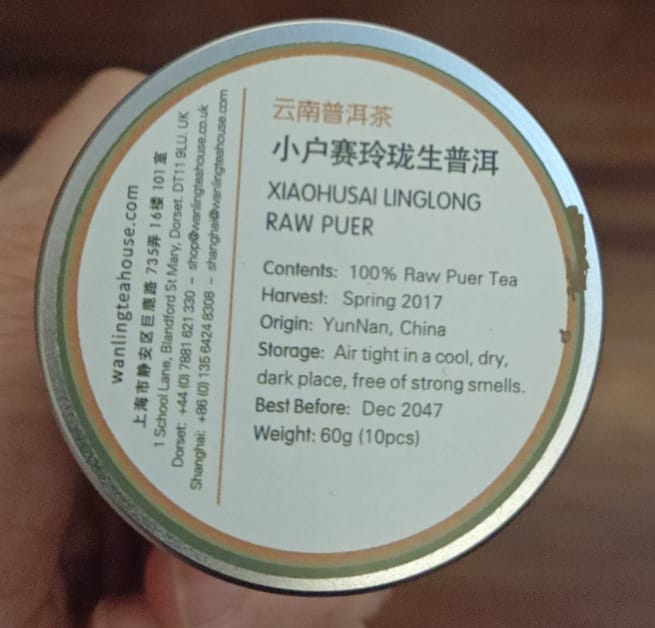 云南普洱茶
小户赛玲珑生普洱
XIAOHUSAI LINGLONG
RAW PUER
Contents: 100% Raw Puer Tea
Harvest: Spring 2017
Origin: YunNan, China
Storage: Air tight in a cool, dry,
dark place, free of strong smells.
Best Before: Dec 2047
Weight: 60g (10pcs)
wanlingteahouse.com
上海市静安区巨鹿路 735弄 16楼 101室
1 School Lane, Blandford St Mary, Dorset. DT11 9LU. UK
Dorset: +44 (0) 7881 621 330 – shop@wanlingteahouse.co.uk
Shanghai: +86 (0) 135 6424 8308 – shanghai@wanlingteahouse.com